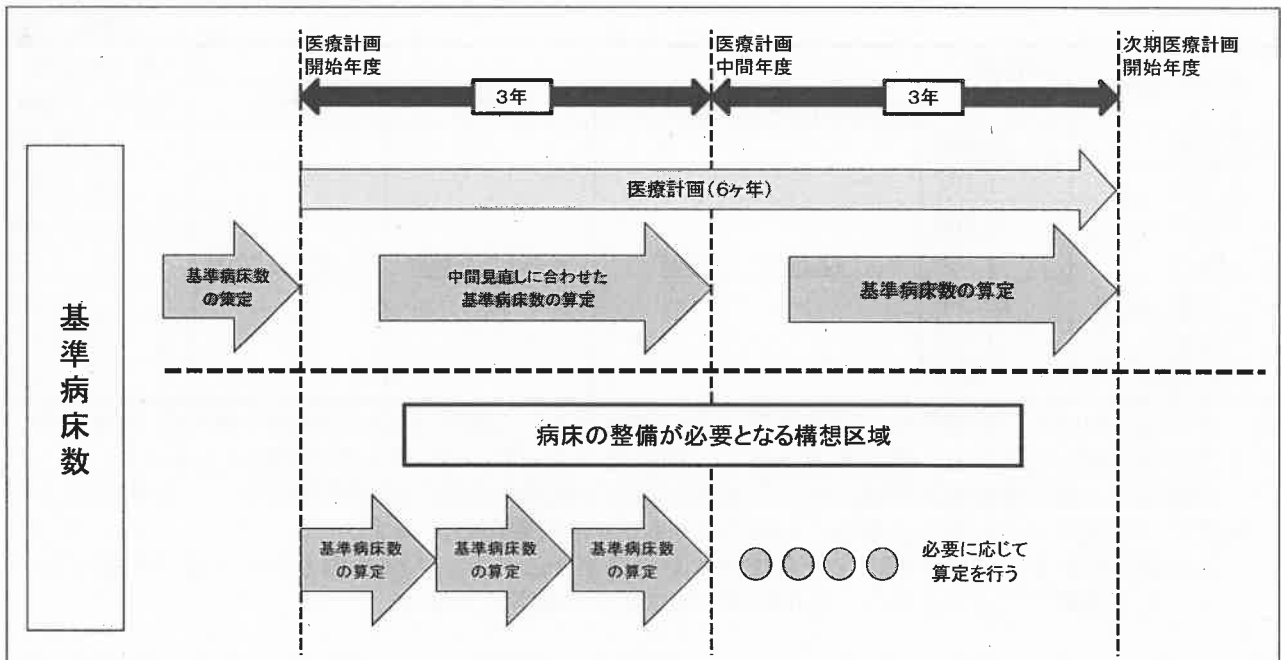 医療計画
開始年度
医療計画
中間年度
次期医療計画
開始年度
3年
3年
医療計画(6ヶ年)
基準病床数
の策定
中間見直しに合わせた
基準病床数の算定
基準病床数の算定
基準病床数
病床の整備が必要となる構想区域
基準病床数
の算定
基準病床数
の算定
基準病床数
の算定
必要に応じて
算定を行う